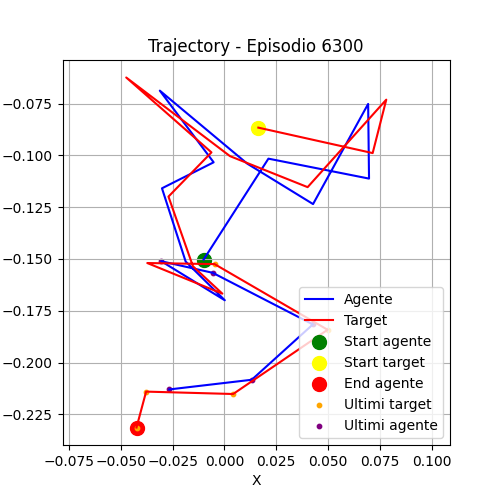 Trajectory - Episodio 6300
−0.075
−0.100
−0.125
−0.150
−0.175
−0.200
−0.225
Agente
Target
Start agente
Start target
End agente
Ultimi target
Ultimi agente
−0.075 −0.050 −0.025 0.000 0.025 0.050 0.075 0.100
X